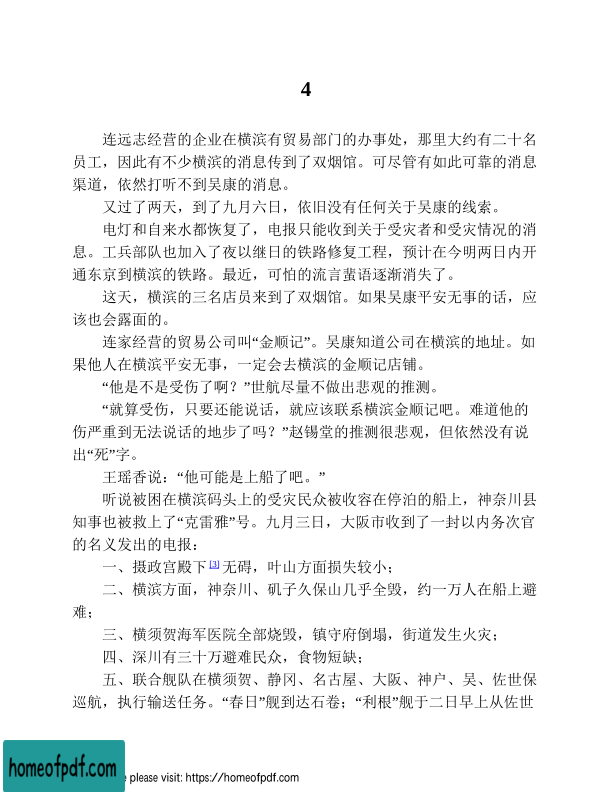 4
连远志经营的企业在横滨有贸易部门的办事处，那里大约有二十名
员工，因此有不少横滨的消息传到了双烟馆。可尽管有如此可靠的消息
渠道，依然打听不到吴康的消息。
又过了两天，到了九月六日，依旧没有任何关于吴康的线索。
电灯和自来水都恢复了，电报只能收到关于受灾者和受灾情况的消
息。工兵部队也加入了夜以继日的铁路修复工程，预计在今明两日内开
通东京到横滨的铁路。最近，可怕的流言蜚语逐渐消失了。
这天，横滨的三名店员来到了双烟馆。如果吴康平安无事的话，应
该也会露面的。
连家经营的贸易公司叫“金顺记”。吴康知道公司在横滨的地址。如
果他人在横滨平安无事，一定会去横滨的金顺记店铺。
“他是不是受伤了啊？”世航尽量不做出悲观的推测。
“就算受伤，只要还能说话，就应该联系横滨金顺记吧。难道他的
伤严重到无法说话的地步了吗？”赵锡堂的推测很悲观，但依然没有说
出“死”字。
王瑶香说：“他可能是上船了吧。”
听说被困在横滨码头上的受灾民众被收容在停泊的船上，神奈川县
知事也被救上了“克雷雅”号。九月三日，大阪市收到了一封以内务次官
的名义发出的电报：
一、摄政宫殿下[3]无碍，叶山方面损失较小；
二、横滨方面，神奈川、矶子久保山几乎全毁，约一万人在船上避
难；
三、横须贺海军医院全部烧毁，镇守府倒塌，街道发生火灾；
四、深川有三十万避难民众，食物短缺；
五、联合舰队在横须贺、静冈、名古屋、大阪、神户、吴、佐世保
巡航，执行输送任务。“春日”舰到达石卷；“利根”舰于二日早上从佐世
homeofpdf.com
e please visit: https://homeofpdf.com